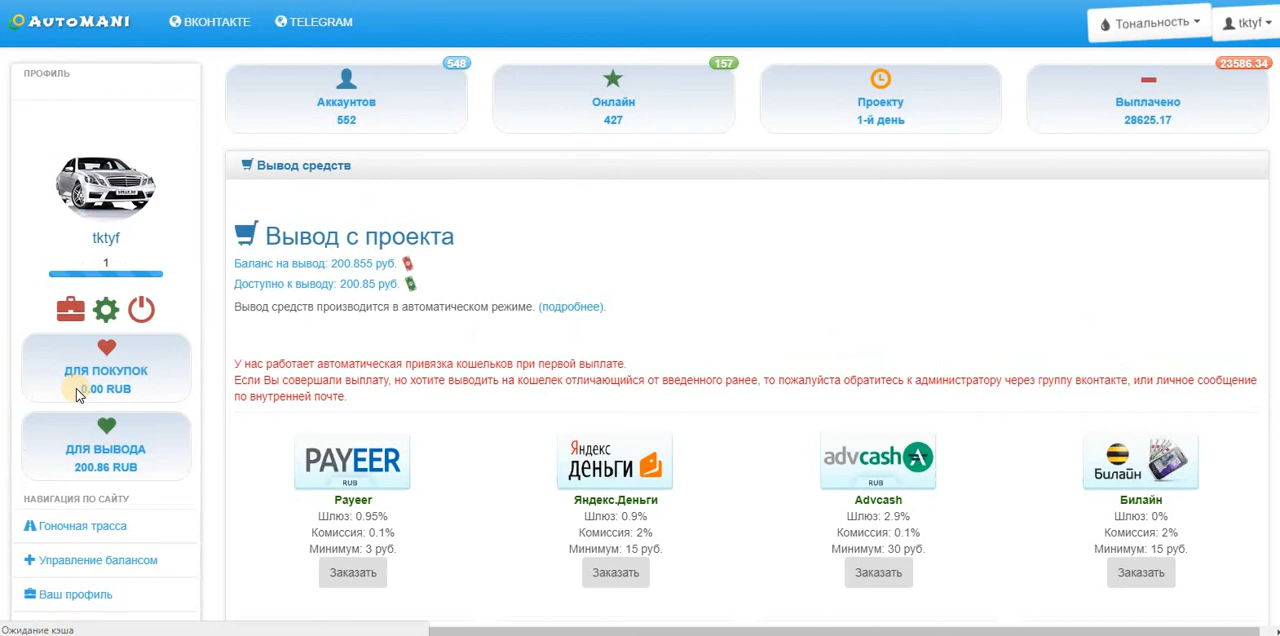 AUTOMANI
ВКОНТАКТЕ
TELEGRAM
Тональность
tktyf
ПРОФИЛЬ
tktyf
1
ДЛЯ ПОКУПОК
0.00 RUB
ДЛЯ ВЫВОДА
200.86 RUB
НАВИГАЦИЯ ПО САЙТУ
Гоночная трасса
Управление балансом
Ваш профиль
548
Аккаунтов
552
157
Онлайн
427
Проекту
1-й день
23586.34
Выплачено
28625.17
Вывод средств
Вывод с проекта
Баланс на вывод: 200.855 руб.
Доступно к выводу: 200.85 руб.
Вывод средств производится в автоматическом режиме. (подробнее).
У нас работает автоматическая привязка кошельков при первой выплате.
Если Вы совершали выплату, но хотите выводить на кошелек отличающийся от введенного ранее, то пожалуйста обратитесь к администратору через группу вконтакте, или личное сообщение
по внутренней почте.
PAYEER
RUB
Payeer
Шлюз: 0.95%
Комиссия: 0.1%
Минимум: 3 руб.
Заказать
Яндекс
деньги
Яндекс.Деньги
Шлюз: 0.9%
Комиссия: 2%
Минимум: 15 руб.
Заказать
advcash
RUB
Advcash
Шлюз: 2.9%
Комиссия: 0.1%
Минимум: 30 руб.
Заказать
Билайн
Билайн
Шлюз: 0%
Комиссия: 2%
Минимум: 15 руб.
Заказать
Ожидание кэша